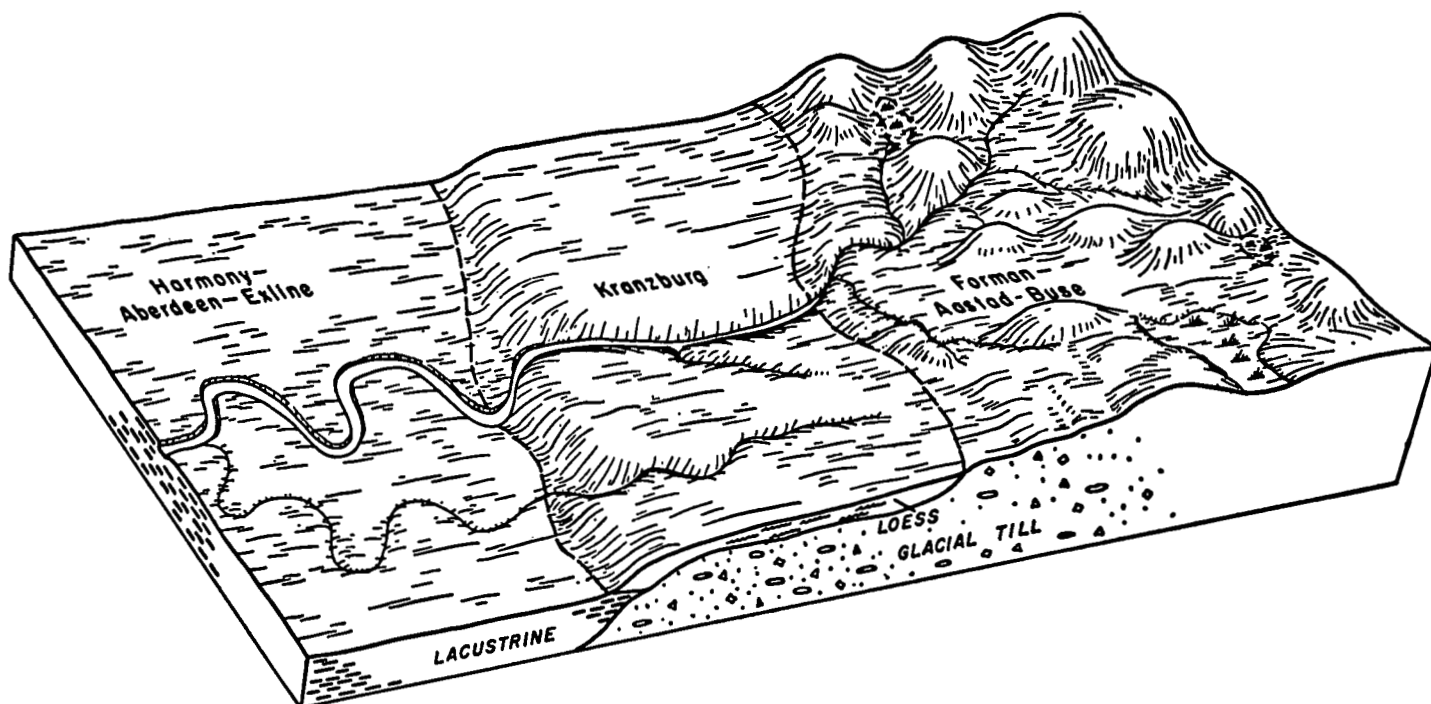 Harmony-
Aberdeen-Exline
Kranzburg
Forman-
Aastad-Buse
LOESS
GLACIAL TILL
LACUSTRINE